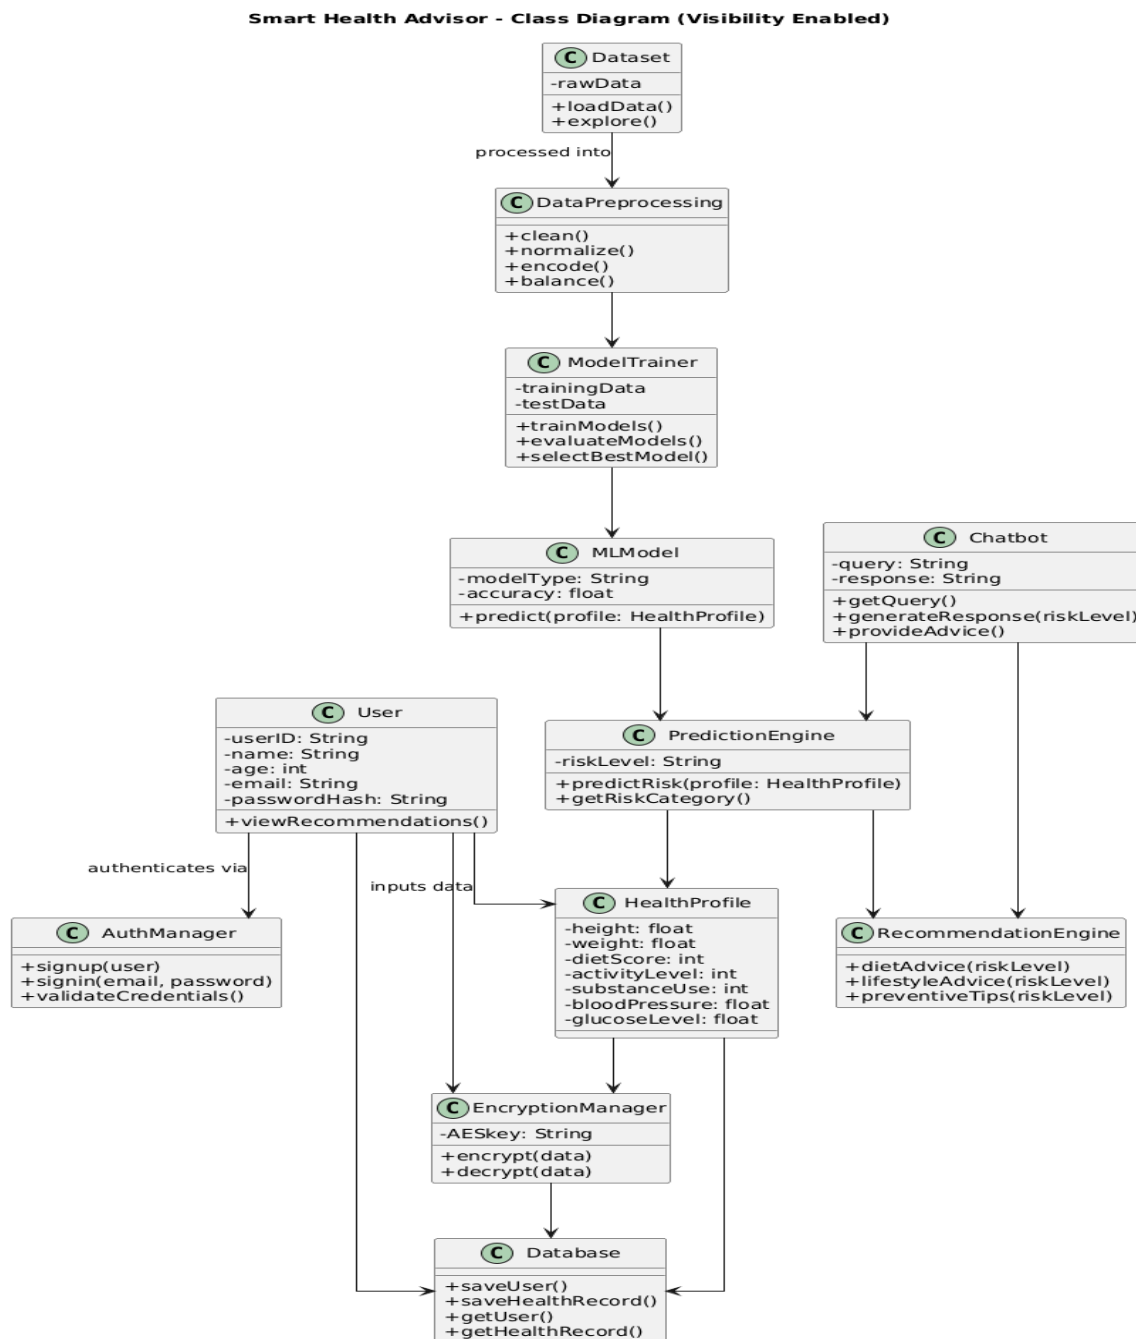 Smart Health Advisor - Class Diagram (Visibility Enabled)
C Dataset
-rawData
+loadData()
+explore()
processed into
C DataPreprocessing
+clean()
+normalize()
+encode()
+balance()
C ModelTrainer
-trainingData
-testData
+trainModels()
+evaluateModels()
+selectBestModel()
C MLModel
-modelType: String
-accuracy: float
+predict(profile: HealthProfile)
C Chatbot
-query: String
-response: String
+getQuery()
+generateResponse(riskLevel)
+provideAdvice()
C User
-userID: String
-name: String
-age: int
-email: String
-passwordHash: String
+viewRecommendations()
C PredictionEngine
-riskLevel: String
+predictRisk(profile: HealthProfile)
+getRiskCategory()
authenticates via
inputs data
C AuthManager
+signup(user)
+signin(email, password)
+validateCredentials()
C HealthProfile
-height: float
-weight: float
-dietScore: int
-activityLevel: int
-substanceUse: int
-bloodPressure: float
-glucoseLevel: float
C RecommendationEngine
+dietAdvice(riskLevel)
+lifestyleAdvice(riskLevel)
+preventiveTips(riskLevel)
C EncryptionManager
-AESkey: String
+encrypt(data)
+decrypt(data)
C Database
+saveUser()
+saveHealthRecord()
+getUser()
+getHealthRecord()